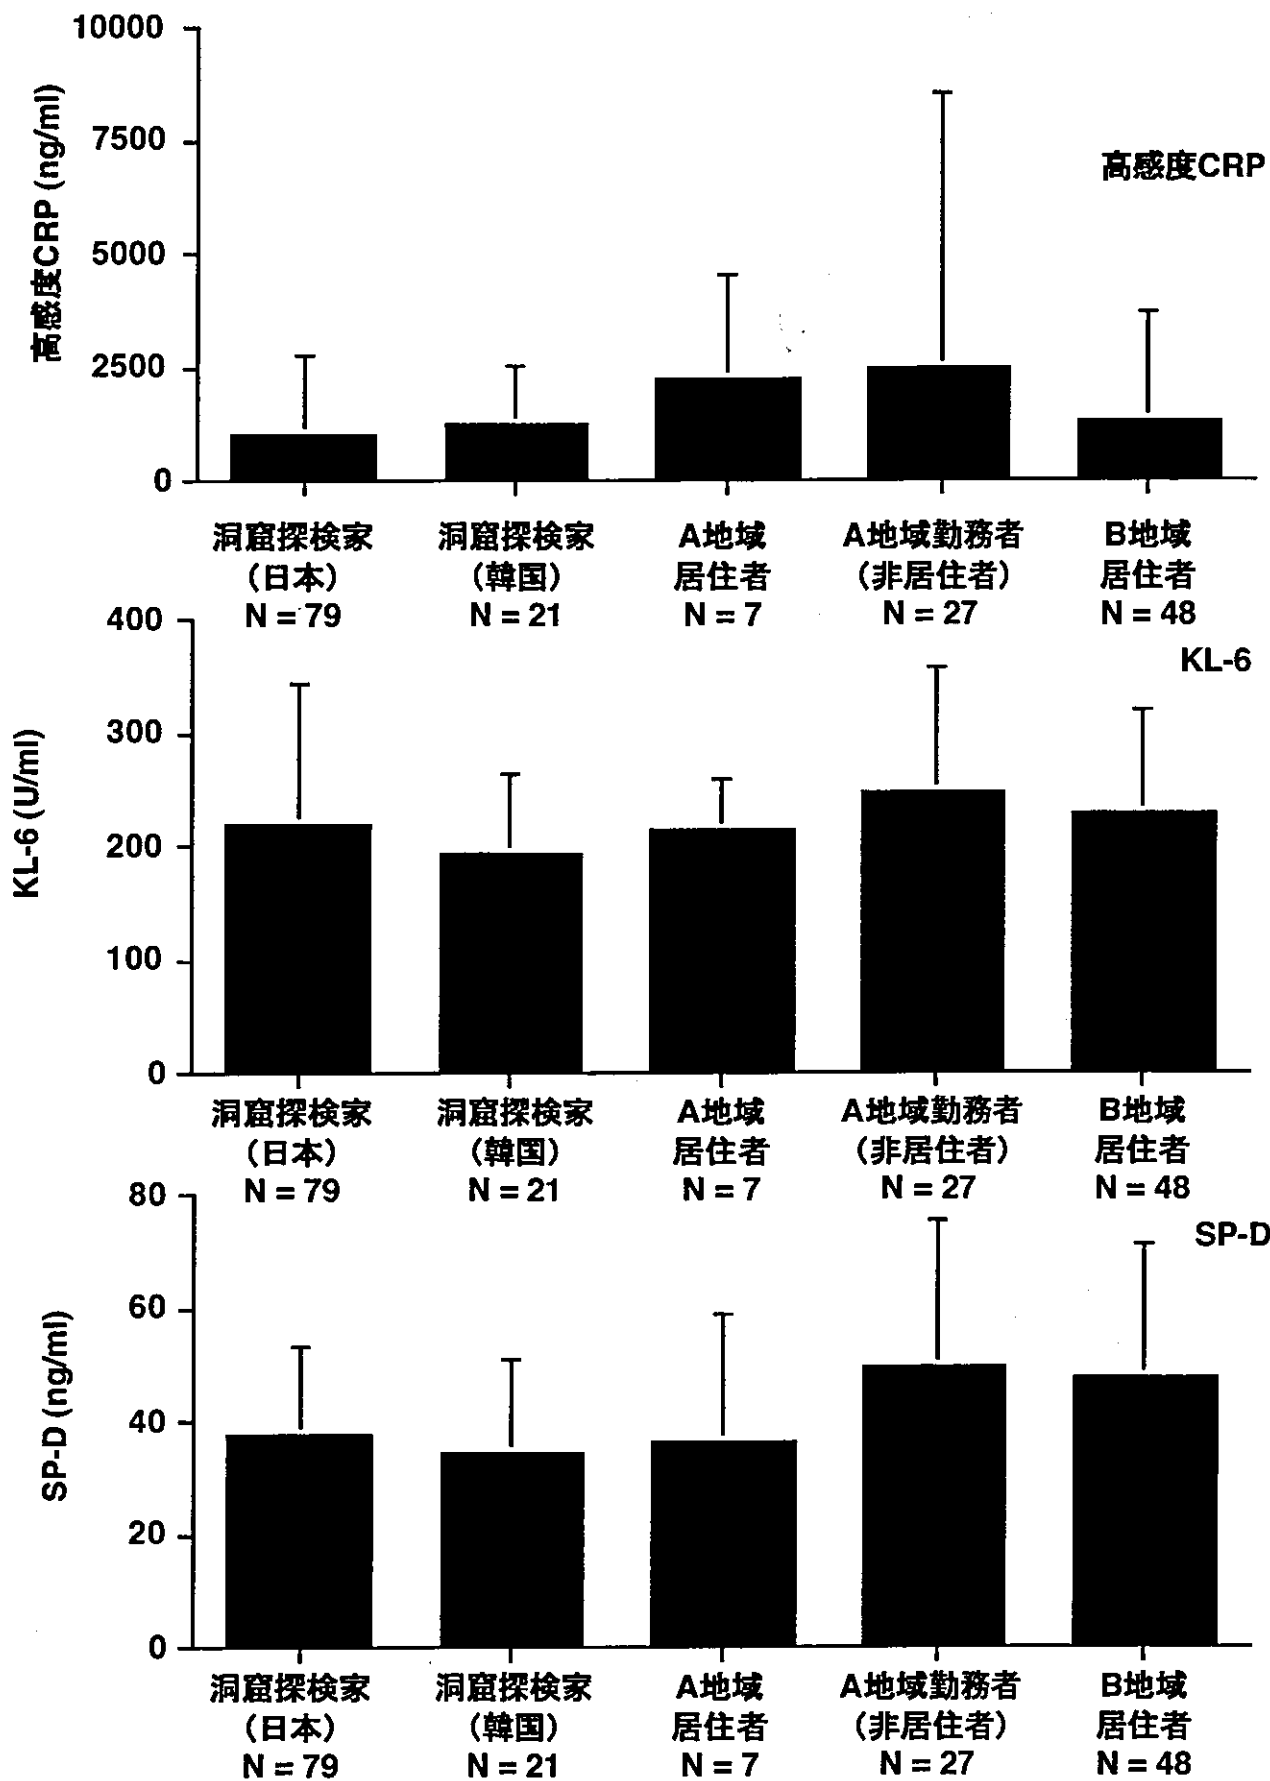 高感度CRP (ng/ml)
10000
7500
5000
2500
0
高感度CRP
洞窟探検家
(日本)
N = 79
洞窟探検家
(韓国)
N = 21
A地域
居住者
N = 7
A地域勤務者
(非居住者)
N = 27
B地域
居住者
N = 48
KL-6 (U/ml)
400
300
200
100
0
KL-6
洞窟探検家
(日本)
N = 79
洞窟探検家
(韓国)
N = 21
A地域
居住者
N = 7
A地域勤務者
(非居住者)
N = 27
B地域
居住者
N = 48
SP-D (ng/ml)
80
60
40
20
0
SP-D
洞窟探検家
(日本)
N = 79
洞窟探検家
(韓国)
N = 21
A地域
居住者
N = 7
A地域勤務者
(非居住者)
N = 27
B地域
居住者
N = 48